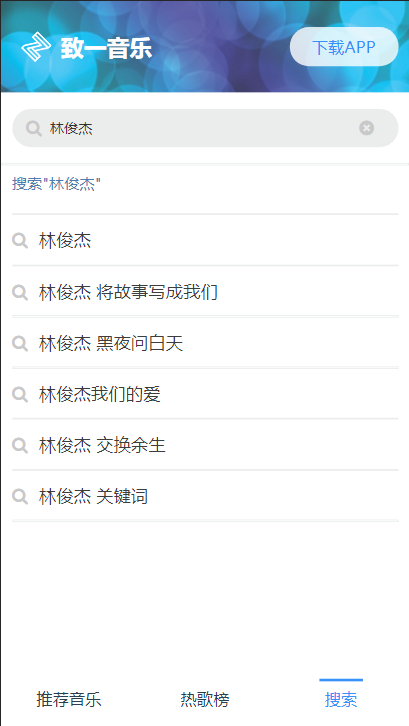 致一音乐
下载APP
林俊杰
搜索"林俊杰"
林俊杰
林俊杰 将故事写成我们
林俊杰 黑夜问白天
林俊杰我们的爱
林俊杰 交换余生
林俊杰 关键词
推荐音乐 热歌榜 搜索